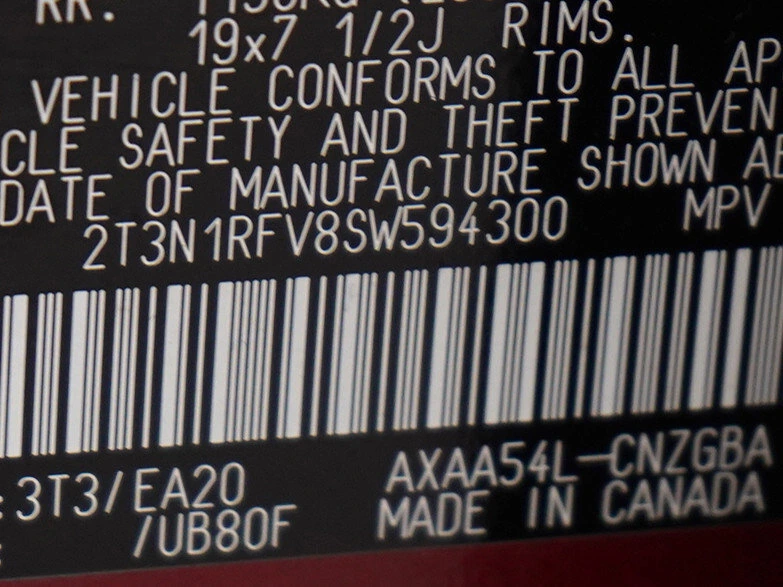 RR.
19x7 1/2J RIMS.
VEHICLE CONFORMS TO ALL AP
CLE SAFETY AND THEFT PREVEN
DATE OF MANUFACTURE SHOWN AB
2T3N1RFV8SW594300 MPV
:3T3/EA20 AXAA54L-CNZGBA
: /UB80F MADE IN CANADA